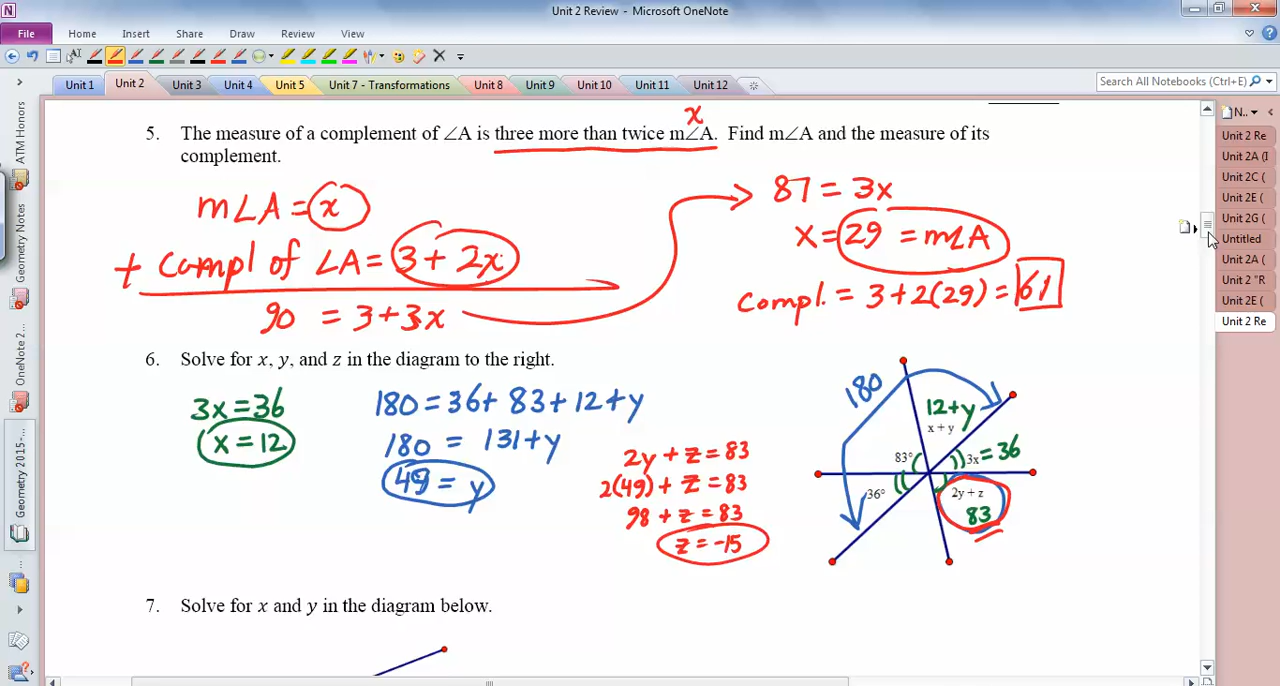 Unit 2 Review - Microsoft OneNote
File Home Insert Share Draw Review View
Unit 1 Unit 2 Unit 3 Unit 4 Unit 5 Unit 7 - Transformations Unit 8 Unit 9 Unit 10 Unit 11 Unit 12
Search All Notebooks (Ctrl+E)
N..
ATM Honors
Geometry Notes
OneNote 2...
Geometry 2015-...
Unit 2 Re
Unit 2A (I
Unit 2C (
Unit 2E (
Unit 2G (
Untitled
Unit 2A (
Unit 2 "R
Unit 2E (
Unit 2 Re
x
5. The measure of a complement of ∠A is three more than twice m∠A. Find m∠A and the measure of its
complement.
m∠A = x
+ compl of ∠A = 3 + 2x
90 = 3 + 3x
87 = 3x
x = 29 = m∠A
compl. = 3 + 2(29) = 61
6. Solve for x, y, and z in the diagram to the right.
3x = 36
x = 12
180 = 36 + 83 + 12 + y
180 = 131 + y
49 = y
2y + z = 83
2(49) + z = 83
98 + z = 83
z = -15
180
12+y
x + y
83°
3x = 36
36°
2y + z
83
7. Solve for x and y in the diagram below.